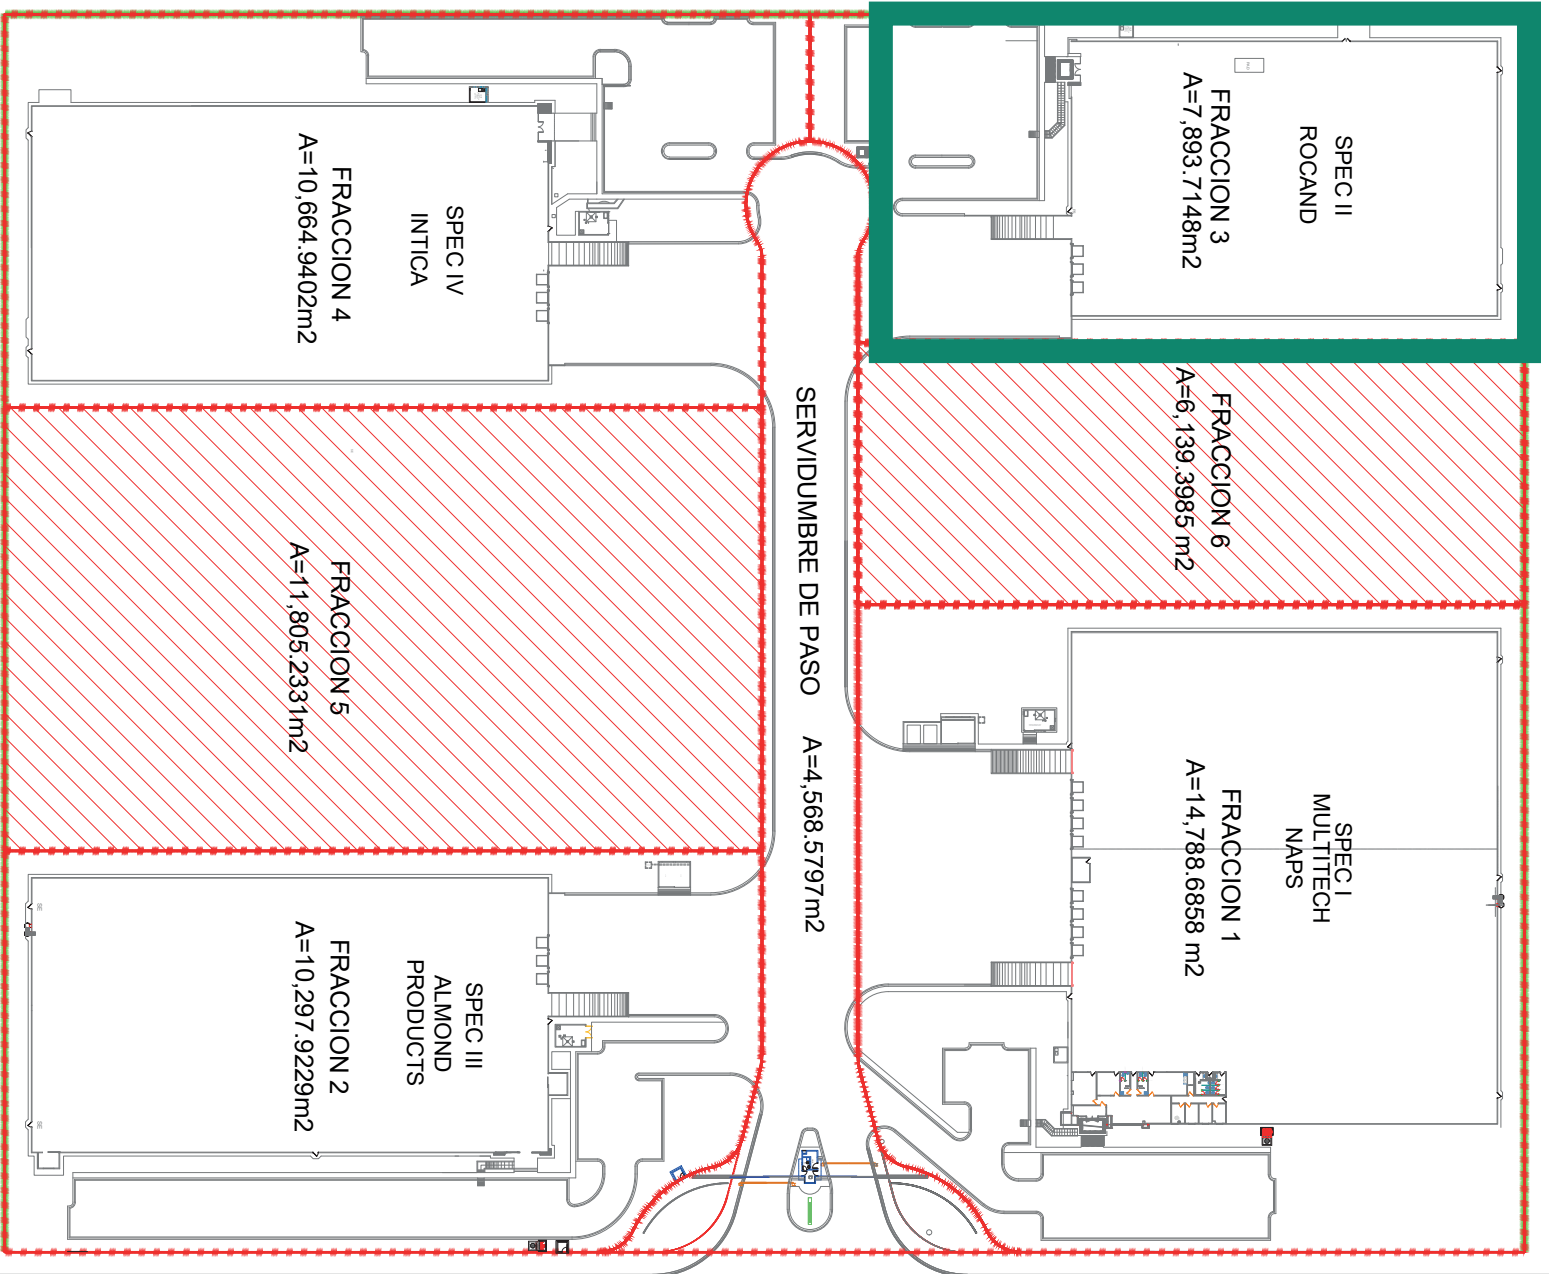 SPEC II
ROCAND
FRACCION 3
A=7,893.7148m2
SPEC IV
INTICA
FRACCION 4
A=10,664.9402m2
FRACCION 6
A=6,139.3985 m2
SERVIDUMBRE DE PASO A=4,568.5797m2
FRACCION 5
A=11,805.2331m2
SPEC I
MULTITECH
NAPS
FRACCION 1
A=14,788.6858 m2
SPEC III
ALMOND
PRODUCTS
FRACCION 2
A=10,297.9229m2